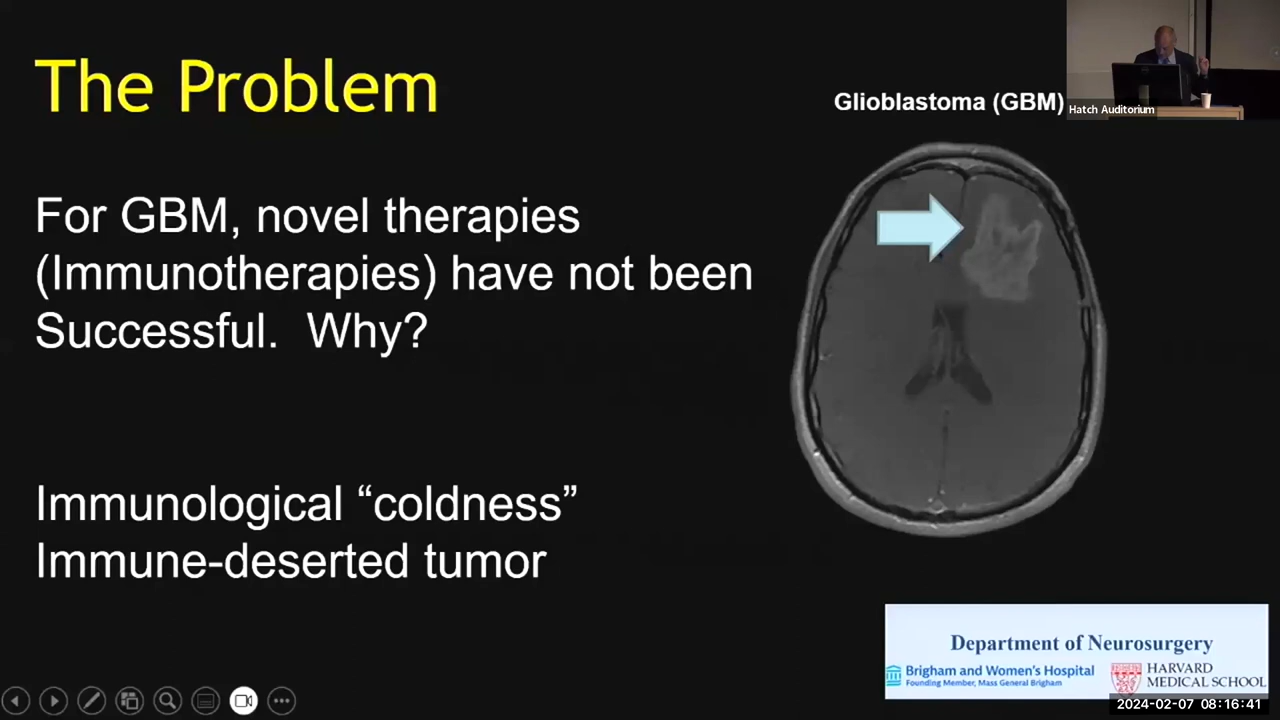 The Problem
Glioblastoma (GBM)
Hatch Auditorium
For GBM, novel therapies
(Immunotherapies) have not been
Successful. Why?
Immunological “coldness”
Immune-deserted tumor
Department of Neurosurgery
Brigham and Women's Hospital
Founding Member, Mass General Brigham
HARVARD
MEDICAL SCHOOL
2024-02-07 08:16:41